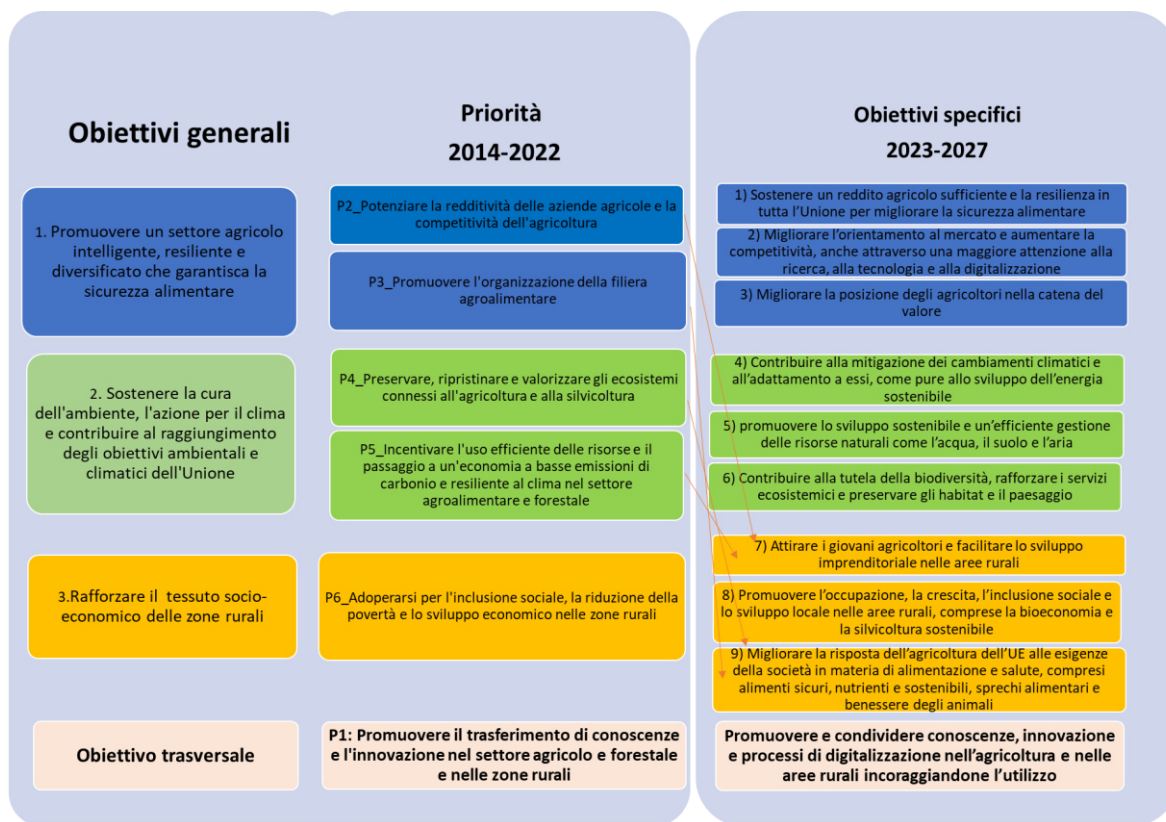 Obiettivi generali
Priorità
2014-2022
Obiettivi specifici
2023-2027
1. Promuovere un settore agricolo
intelligente, resiliente e
diversificato che garantisca la
sicurezza alimentare
P2_Potenziare la redditività delle aziende agricole e la
competitività dell'agricoltura
P3_Promuovere l'organizzazione della filiera
agroalimentare
1) Sostenere un reddito agricolo sufficiente e la resilienza in
tutta l’Unione per migliorare la sicurezza alimentare
2) Migliorare l’orientamento al mercato e aumentare la
competitività, anche attraverso una maggiore attenzione alla
ricerca, alla tecnologia e alla digitalizzazione
3) Migliorare la posizione degli agricoltori nella catena del
valore
2. Sostenere la cura
dell'ambiente, l'azione per il clima
e contribuire al raggiungimento
degli obiettivi ambientali e
climatici dell'Unione
P4_Preservare, ripristinare e valorizzare gli ecosistemi
connessi all'agricoltura e alla silvicoltura
P5_Incentivare l'uso efficiente delle risorse e il
passaggio a un'economia a basse emissioni di
carbonio e resiliente al clima nel settore
agroalimentare e forestale
4) Contribuire alla mitigazione dei cambiamenti climatici e
all’adattamento a essi, come pure allo sviluppo dell’energia
sostenibile
5) promuovere lo sviluppo sostenibile e un’efficiente gestione
delle risorse naturali come l’acqua, il suolo e l’aria
6) Contribuire alla tutela della biodiversità, rafforzare i servizi
ecosistemici e preservare gli habitat e il paesaggio
3.Rafforzare il tessuto socio-
economico delle zone rurali
P6_Adoperarsi per l'inclusione sociale, la riduzione della
povertà e lo sviluppo economico nelle zone rurali
7) Attirare i giovani agricoltori e facilitare lo sviluppo
imprenditoriale nelle aree rurali
8) Promuovere l’occupazione, la crescita, l’inclusione sociale e
lo sviluppo locale nelle aree rurali, comprese la bioeconomia e
la silvicoltura sostenibile
9) Migliorare la risposta dell’agricoltura dell’UE alle esigenze
della società in materia di alimentazione e salute, compresi
alimenti sicuri, nutrienti e sostenibili, sprechi alimentari e
benessere degli animali
Obiettivo trasversale
P1: Promuovere il trasferimento di conoscenze
e l'innovazione nel settore agricolo e forestale
e nelle zone rurali
Promuovere e condividere conoscenze, innovazione
e processi di digitalizzazione nell’agricoltura e nelle
aree rurali incoraggiandone l’utilizzo